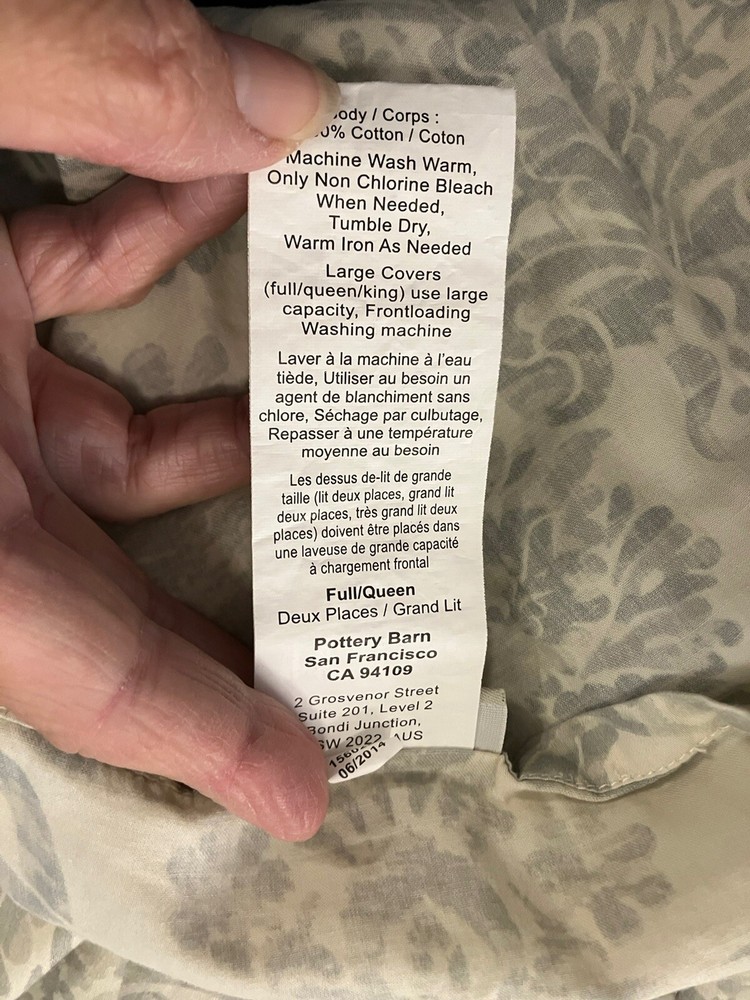 / Corps :
Cotton / Coton
Machine Wash Warm,
Only Non Chlorine Bleach
When Needed,
Tumble Dry,
Warm Iron As Needed
Large Covers
(full/queen/king) use large
capacity, Frontloading
Washing machine
Laver à la machine à l'eau
tiède, Utiliser au besoin un
agent de blanchiment sans
chlore, Séchage par culbutage,
Repasser à une température
moyenne au besoin
Les dessus de-lit de grande
taille (lit deux places, grand lit
deux places, très grand lit deux
places) doivent être placés dans
une laveuse de grande capacité
à chargement frontal
Full/Queen
Deux Places / Grand Lit
Pottery Barn
San Francisco
CA 94109
2 Grosvenor Street
Suite 201, Level 2
Bondi Junction,
2022 AUS
06/2014